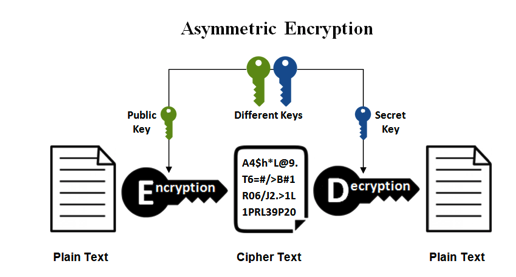 Asymmetric Encryption
Public
Key
Different Keys
Secret
Key
Encryption
A4$h*L@9.
T6=#/>B#1
R06/J2.>1L
1PRL39P20
Decryption
Plain Text
Cipher Text
Plain Text